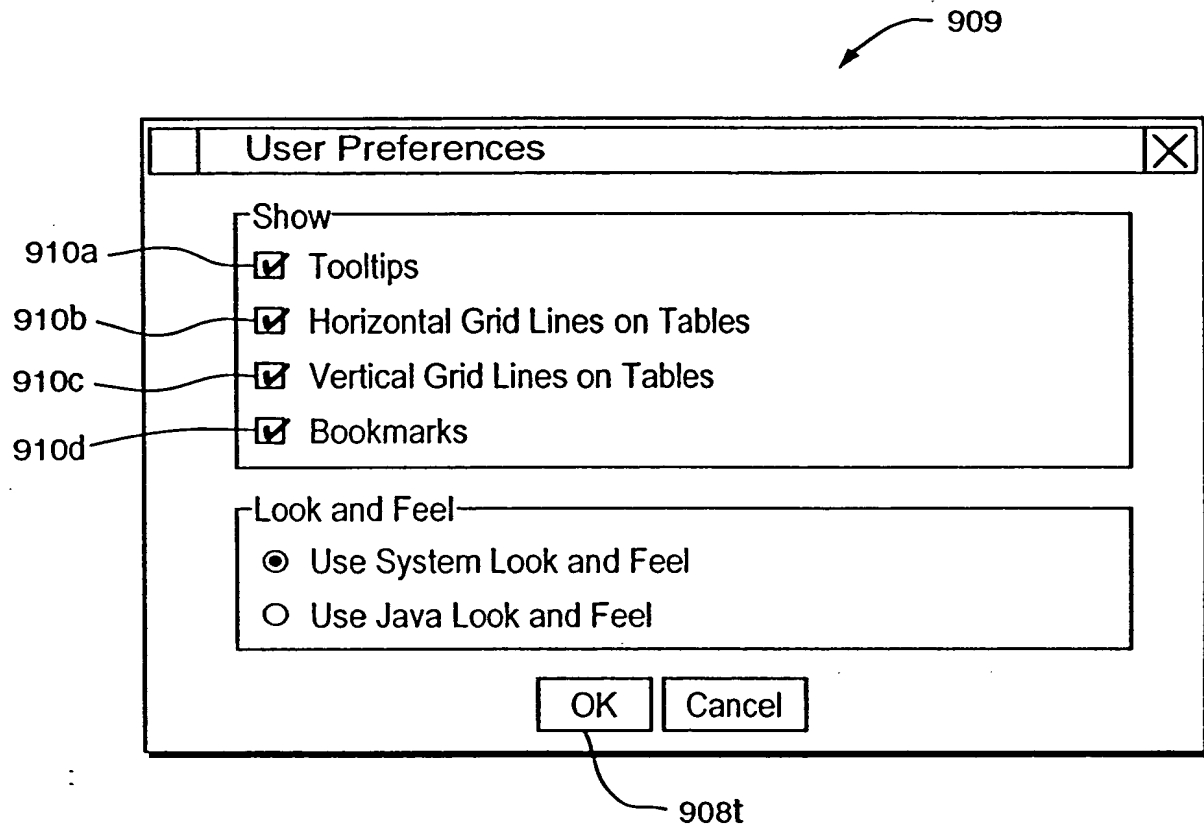 909
User Preferences
Show
910a
Tooltips
910b
Horizontal Grid Lines on Tables
910c
Vertical Grid Lines on Tables
910d
Bookmarks
Look and Feel
Use System Look and Feel
Use Java Look and Feel
OK
Cancel
908t